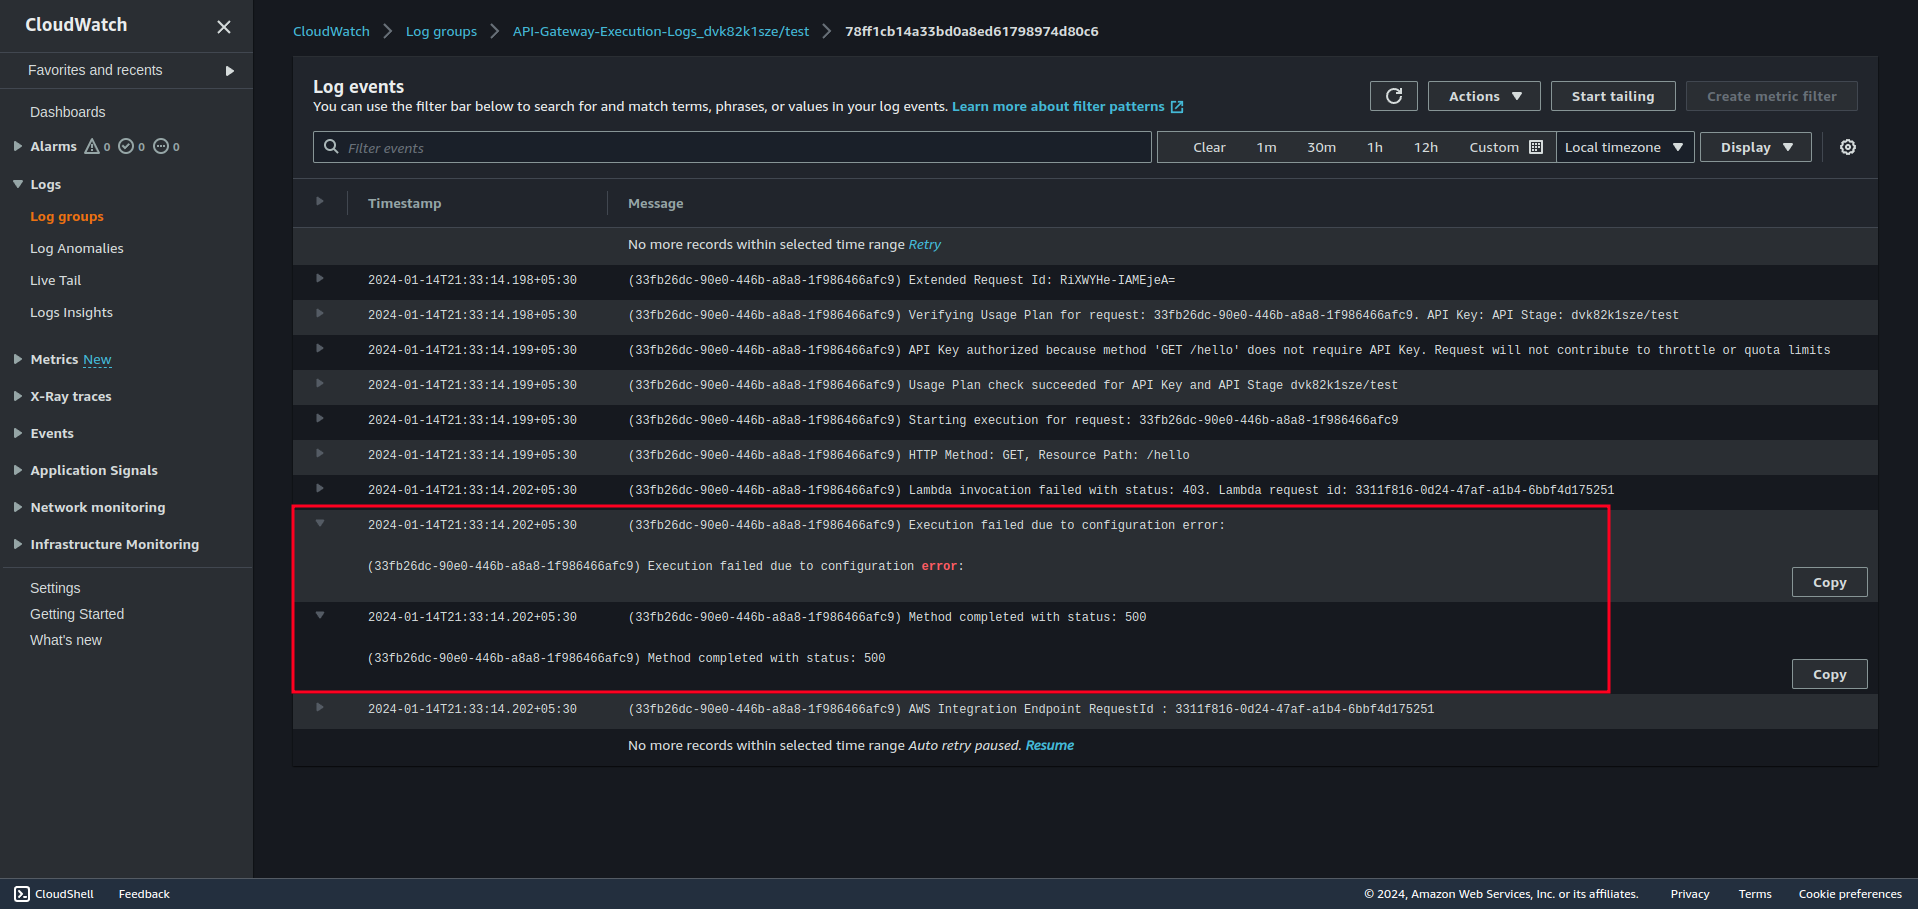 CloudWatch
Favorites and recents
Dashboards
Alarms 0 0 0
Logs
Log groups
Log Anomalies
Live Tail
Logs Insights
Metrics New
X-Ray traces
Events
Application Signals
Network monitoring
Infrastructure Monitoring
Settings
Getting Started
What's new
CloudWatch
Log groups
API-Gateway-Execution-Logs_dvk82k1sze/test
78ff1cb14a33bd0a8ed61798974d80c6
Log events
You can use the filter bar below to search for and match terms, phrases, or values in your log events. Learn more about filter patterns
Actions
Start tailing
Create metric filter
Filter events
Clear 1m 30m 1h 12h Custom
Local timezone
Display
Timestamp Message
No more records within selected time range Retry
2024-01-14T21:33:14.198+05:30 (33fb26dc-90e0-446b-a8a8-1f986466afc9) Extended Request Id: RiXWYHe-IAMEjeA=
2024-01-14T21:33:14.198+05:30 (33fb26dc-90e0-446b-a8a8-1f986466afc9) Verifying Usage Plan for request: 33fb26dc-90e0-446b-a8a8-1f986466afc9. API Key: API Stage: dvk82k1sze/test
2024-01-14T21:33:14.199+05:30 (33fb26dc-90e0-446b-a8a8-1f986466afc9) API Key authorized because method 'GET /hello' does not require API Key. Request will not contribute to throttle or quota limits
2024-01-14T21:33:14.199+05:30 (33fb26dc-90e0-446b-a8a8-1f986466afc9) Usage Plan check succeeded for API Key and API Stage dvk82k1sze/test
2024-01-14T21:33:14.199+05:30 (33fb26dc-90e0-446b-a8a8-1f986466afc9) Starting execution for request: 33fb26dc-90e0-446b-a8a8-1f986466afc9
2024-01-14T21:33:14.199+05:30 (33fb26dc-90e0-446b-a8a8-1f986466afc9) HTTP Method: GET, Resource Path: /hello
2024-01-14T21:33:14.202+05:30 (33fb26dc-90e0-446b-a8a8-1f986466afc9) Lambda invocation failed with status: 403. Lambda request id: 3311f816-0d24-47af-a1b4-6bbf4d175251
2024-01-14T21:33:14.202+05:30 (33fb26dc-90e0-446b-a8a8-1f986466afc9) Execution failed due to configuration error:
(33fb26dc-90e0-446b-a8a8-1f986466afc9) Execution failed due to configuration error:
Copy
2024-01-14T21:33:14.202+05:30 (33fb26dc-90e0-446b-a8a8-1f986466afc9) Method completed with status: 500
(33fb26dc-90e0-446b-a8a8-1f986466afc9) Method completed with status: 500
Copy
2024-01-14T21:33:14.202+05:30 (33fb26dc-90e0-446b-a8a8-1f986466afc9) AWS Integration Endpoint RequestId : 3311f816-0d24-47af-a1b4-6bbf4d175251
No more records within selected time range Auto retry paused. Resume
CloudShell Feedback © 2024, Amazon Web Services, Inc. or its affiliates. Privacy Terms Cookie preferences